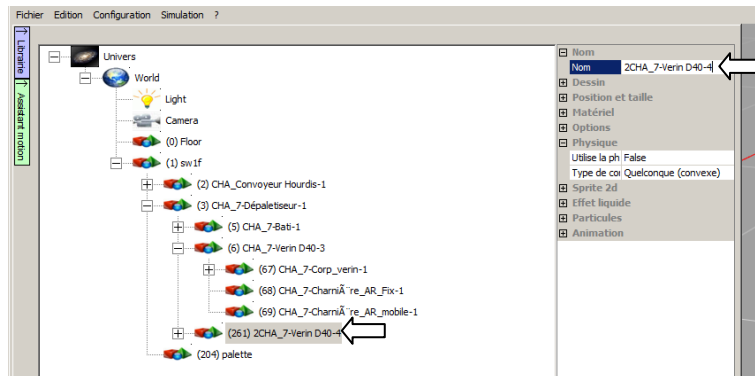 Fichier Edition Configuration Simulation ?
Librairie
Assistant motion
Univers
World
Light
Camera
(0) Floor
(1) sw1f
(2) CHA_Convoyeur Hourdis-1
(3) CHA_7-Dépaletiseur-1
(5) CHA_7-Bati-1
(6) CHA_7-Verin D40-3
(67) CHA_7-Corp_verin-1
(68) CHA_7-CharniÃ¨re_AR_Fix-1
(69) CHA_7-CharniÃ¨re_AR_mobile-1
(261) 2CHA_7-Verin D40-4
(204) palette
Nom
Nom 2CHA_7-Verin D40-4
Dessin
Position et taille
Matériel
Options
Physique
Utilise la ph False
Type de col Quelconque (convexe)
Sprite 2d
Effet liquide
Particules
Animation